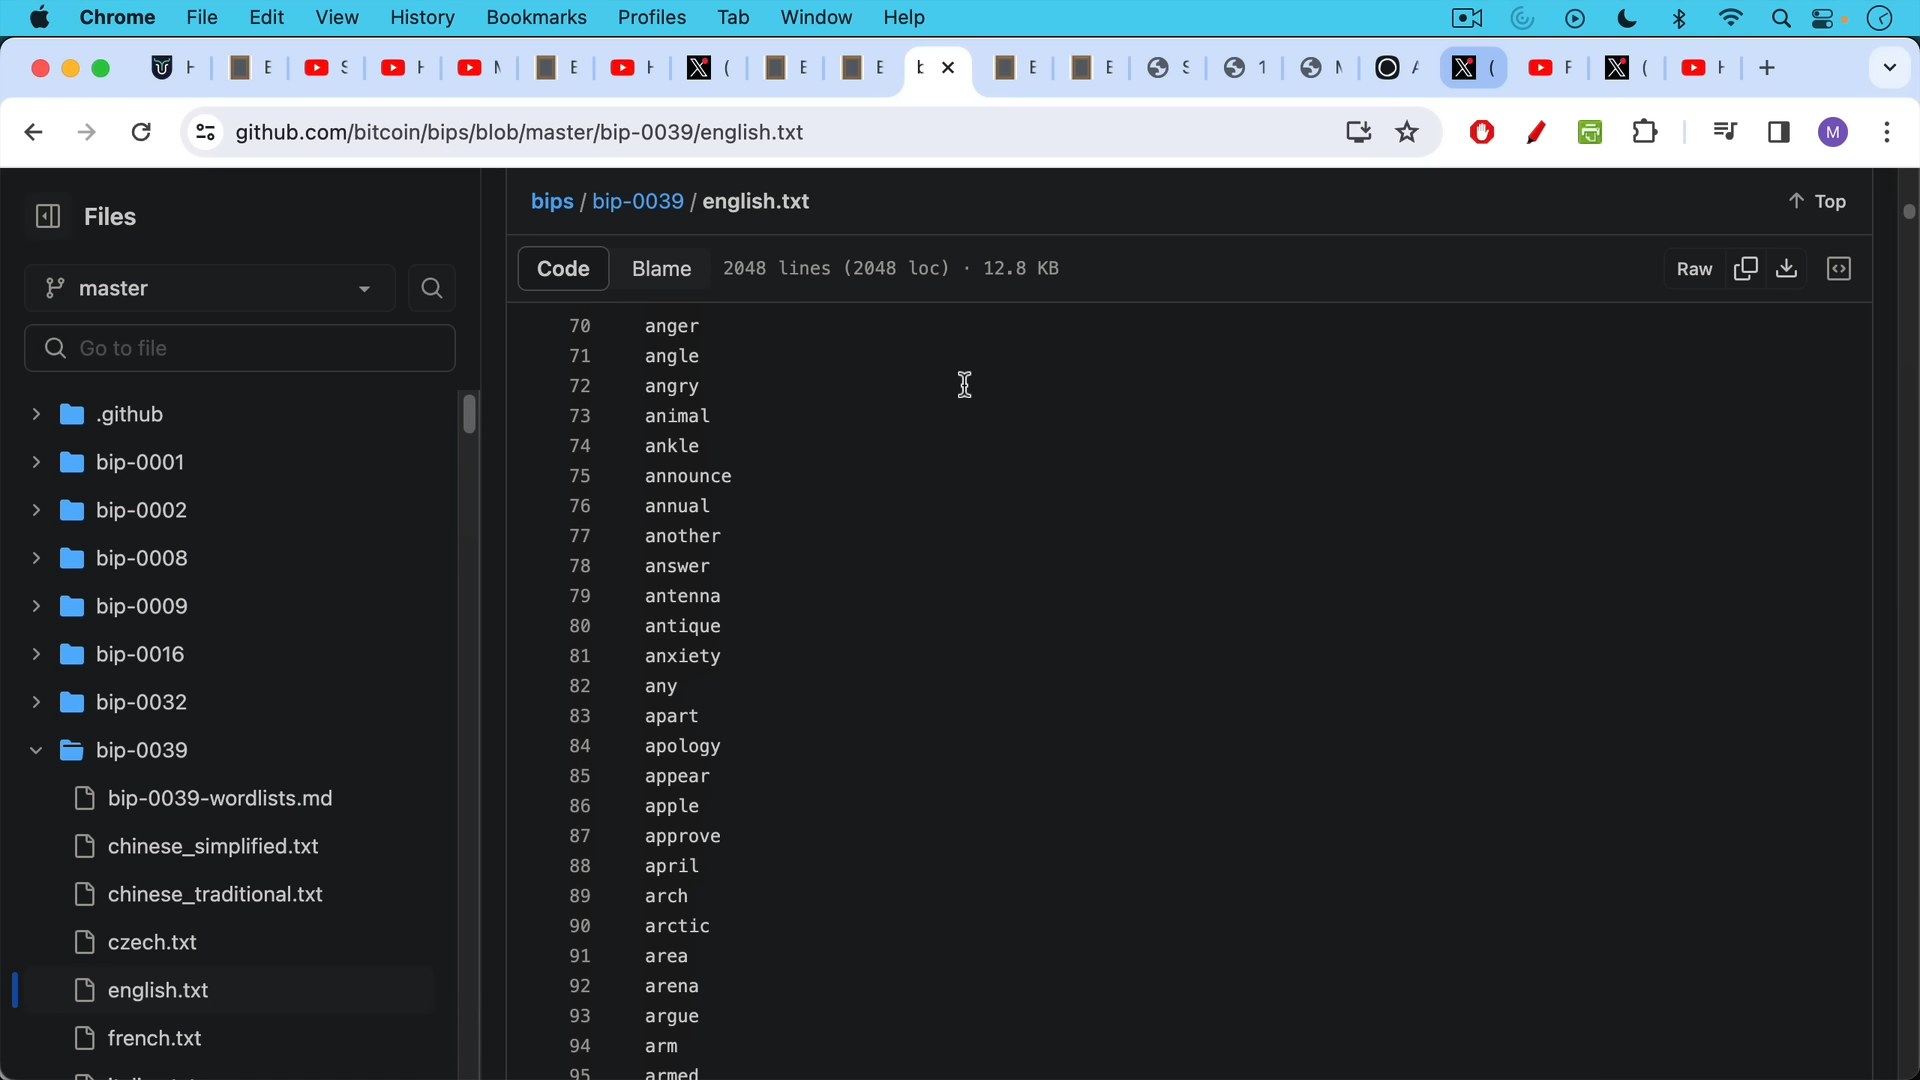 Chrome File Edit View History Bookmarks Profiles Tab Window Help
github.com/bitcoin/bips/blob/master/bip-0039/english.txt
M
Files
bips / bip-0039 / english.txt
Top
master
Code Blame 2048 lines (2048 loc) · 12.8 KB
Raw
Go to file
.github
bip-0001
bip-0002
bip-0008
bip-0009
bip-0016
bip-0032
bip-0039
bip-0039-wordlists.md
chinese_simplified.txt
chinese_traditional.txt
czech.txt
english.txt
french.txt
70 anger
71 angle
72 angry
73 animal
74 ankle
75 announce
76 annual
77 another
78 answer
79 antenna
80 antique
81 anxiety
82 any
83 apart
84 apology
85 appear
86 apple
87 approve
88 april
89 arch
90 arctic
91 area
92 arena
93 argue
94 arm
95 armed